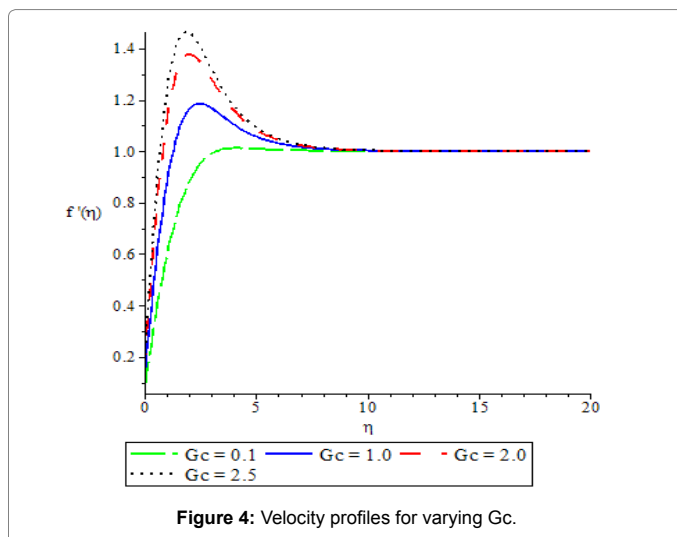 1.4
1.2
1.0
f '(η)
0.8
0.6
0.4
0.2
0 5 10 15 20
η
Gc = 0.1 Gc = 1.0 Gc = 2.0
Gc = 2.5
Figure 4: Velocity profiles for varying Gc.